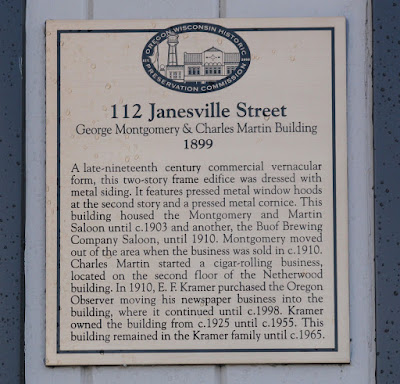 OREGON WISCONSIN HISTORIC
PRESERVATION COMMISSION
112 Janesville Street
George Montgomery & Charles Martin Building
1899
A late-nineteenth century commercial vernacular
form, this two-story frame edifice was dressed with
metal siding. It features pressed metal window hoods
at the second story and a pressed metal cornice. This
building housed the Montgomery and Martin
Saloon until c.1903 and another, the Buof Brewing
Company Saloon, until 1910. Montgomery moved
out of the area when the business was sold in c.1910.
Charles Martin started a cigar-rolling business,
located on the second floor of the Netherwood
building. In 1910, E. F. Kramer purchased the Oregon
Observer moving his newspaper business into the
building, where it continued until c.1998. Kramer
owned the building from c.1925 until c.1955. This
building remained in the Kramer family until c.1965.